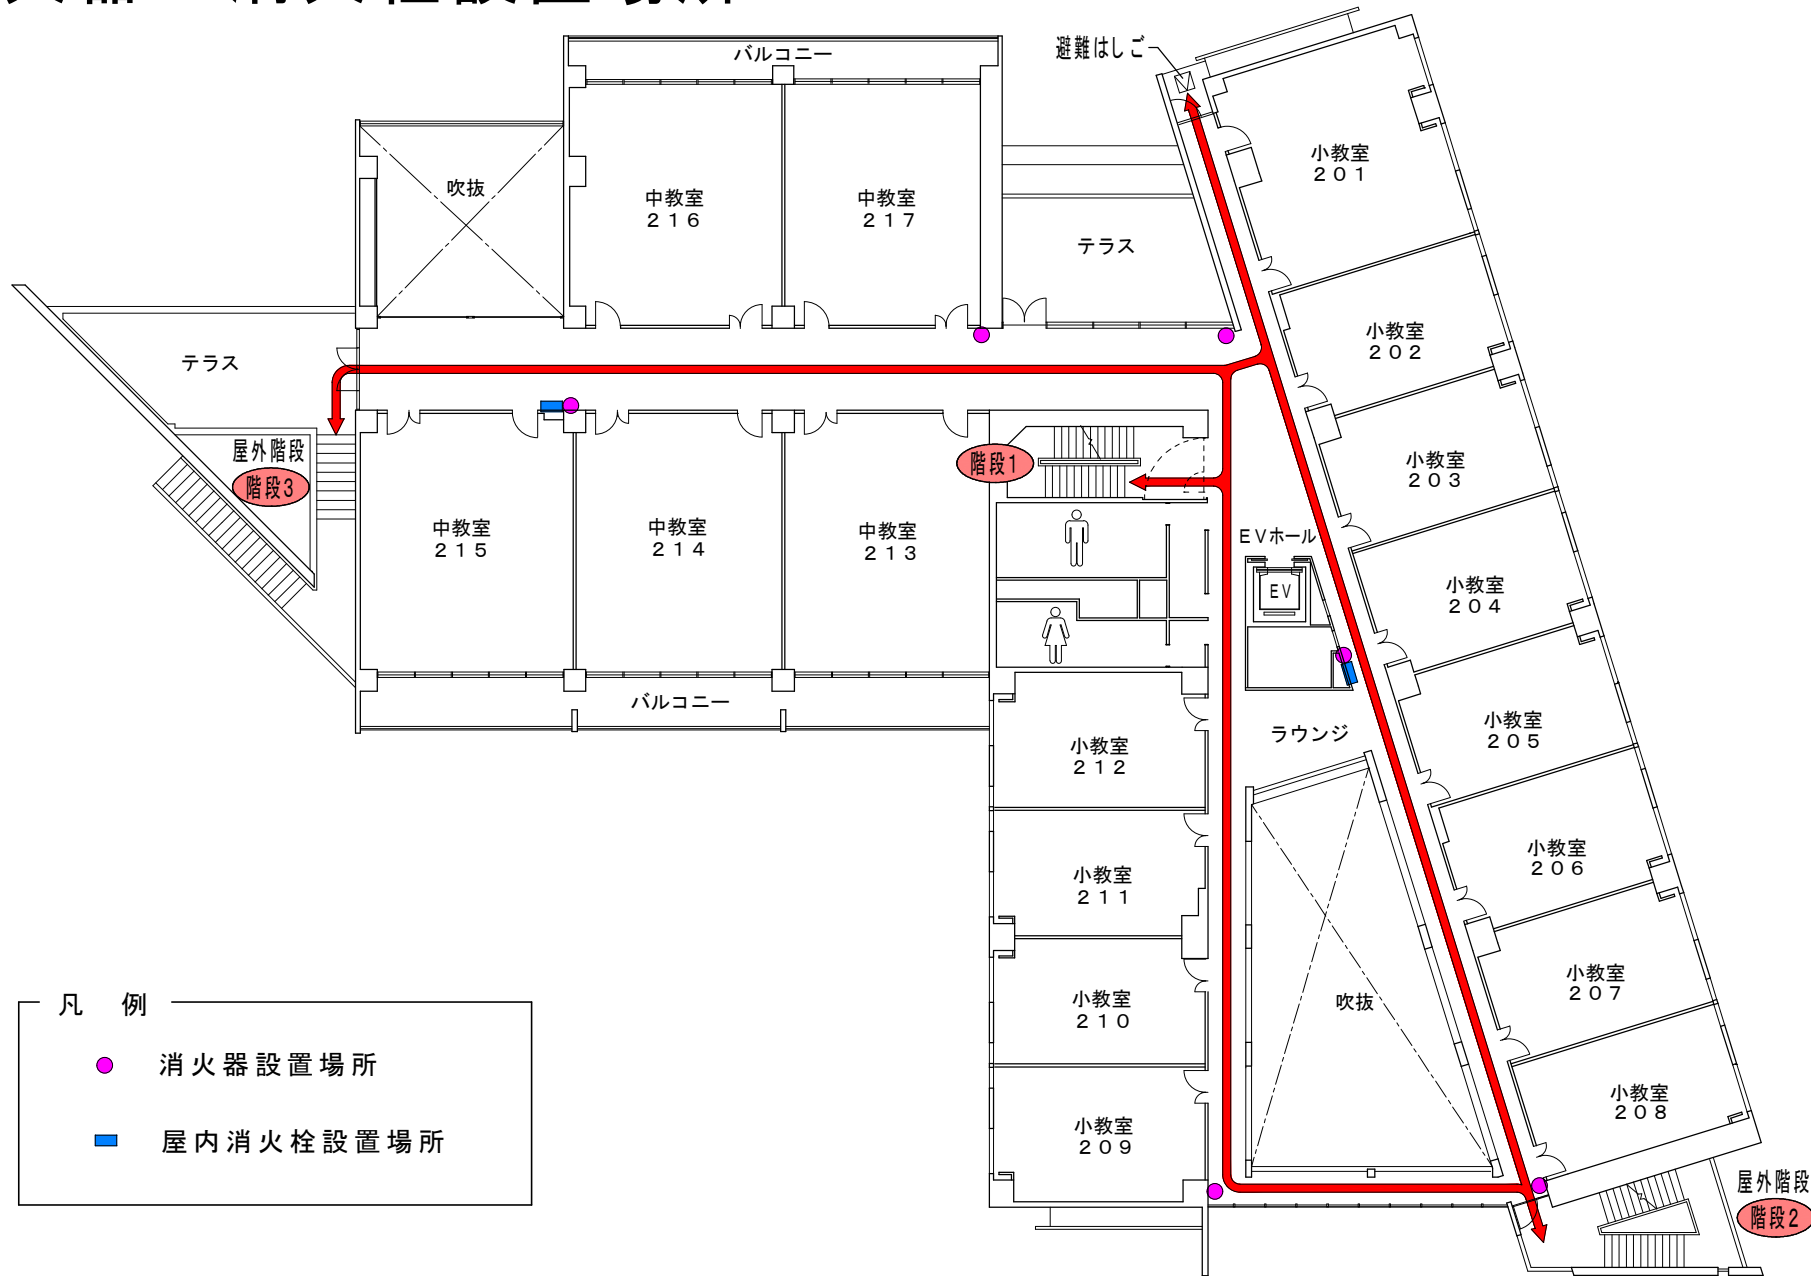 消火栓設置場所
バルコニー
避難はしご
小教室
２０１
吹抜
中教室
２１６
中教室
２１７
テラス
小教室
２０２
テラス
屋外階段
階段3
階段1
小教室
２０３
中教室
２１５
中教室
２１４
中教室
２１３
ＥＶホール
ＥＶ
小教室
２０４
バルコニー
ラウンジ
小教室
２０５
小教室
２１２
小教室
２０６
小教室
２１１
小教室
２０７
小教室
２１０
吹抜
小教室
２０８
小教室
２０９
屋外階段
階段2
凡　例
消火器設置場所
屋内消火栓設置場所